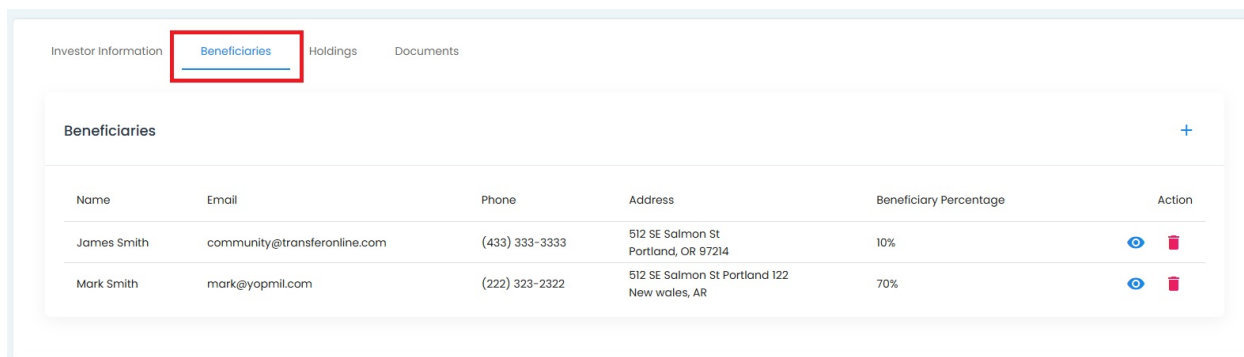 Investor Information Beneficiaries Holdings Documents
Beneficiaries +
Name Email Phone Address Beneficiary Percentage Action
James Smith community@transferonline.com (433) 333-3333 512 SE Salmon St 10%
Portland, OR 97214
Mark Smith mark@yopmil.com (222) 323-2322 512 SE Salmon St Portland 122 70%
New wales, AR